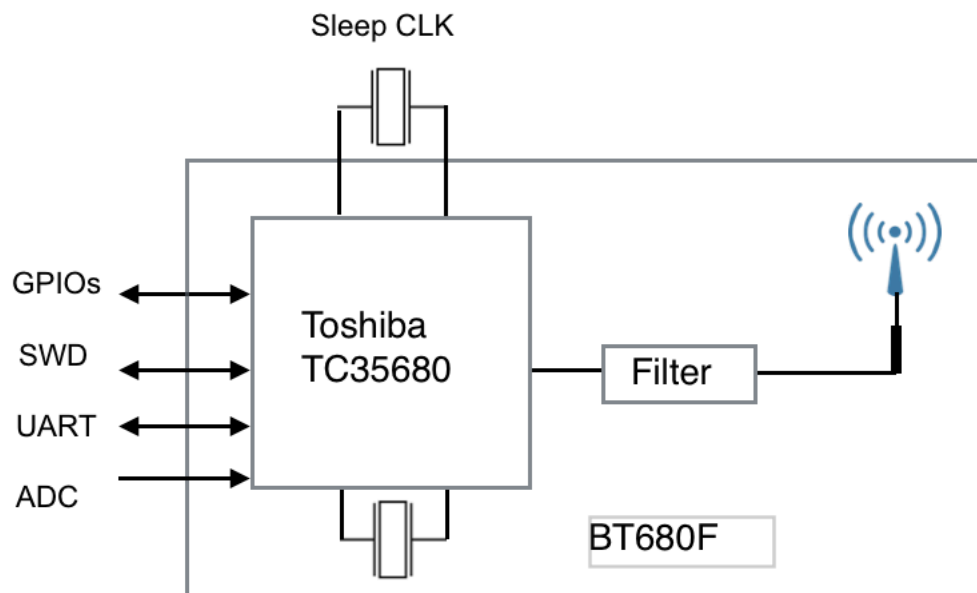 Sleep CLK
GPIOs
SWD
UART
ADC
Toshiba
TC35680
Filter
BT680F